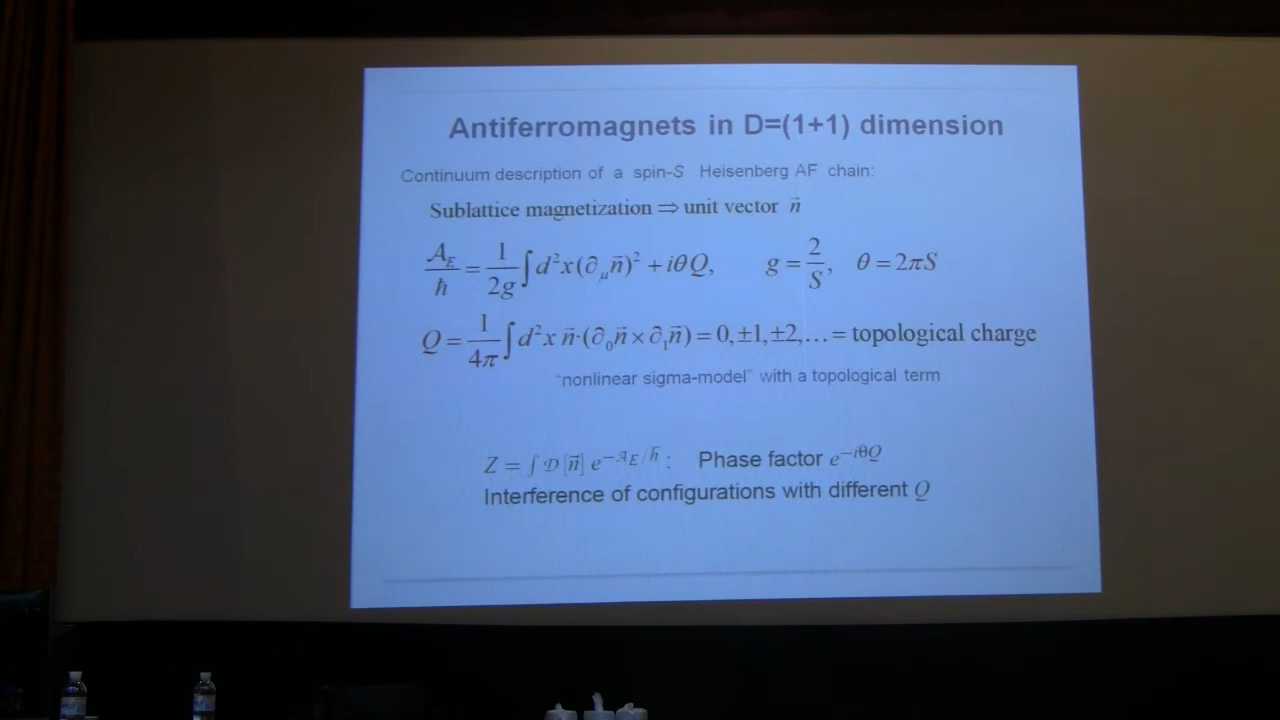 Antiferromagnets in D=(1+1) dimension
Continuum description of a spin-S Heisenberg AF chain:
Sublattice magnetization ⇒ unit vector n⃗
A_E/ħ = 1/2g ∫ d²x(∂_μ n⃗)² + iθQ, g = 2/S, θ = 2πS
Q = 1/4π ∫ d²x n⃗·(∂₀n⃗ × ∂₁n⃗) = 0, ±1, ±2,… = topological charge
"nonlinear sigma-model" with a topological term
Z = ∫ 𝒟[n⃗] e^{−A_E/ħ} : Phase factor e^{−iθQ}
Interference of configurations with different Q